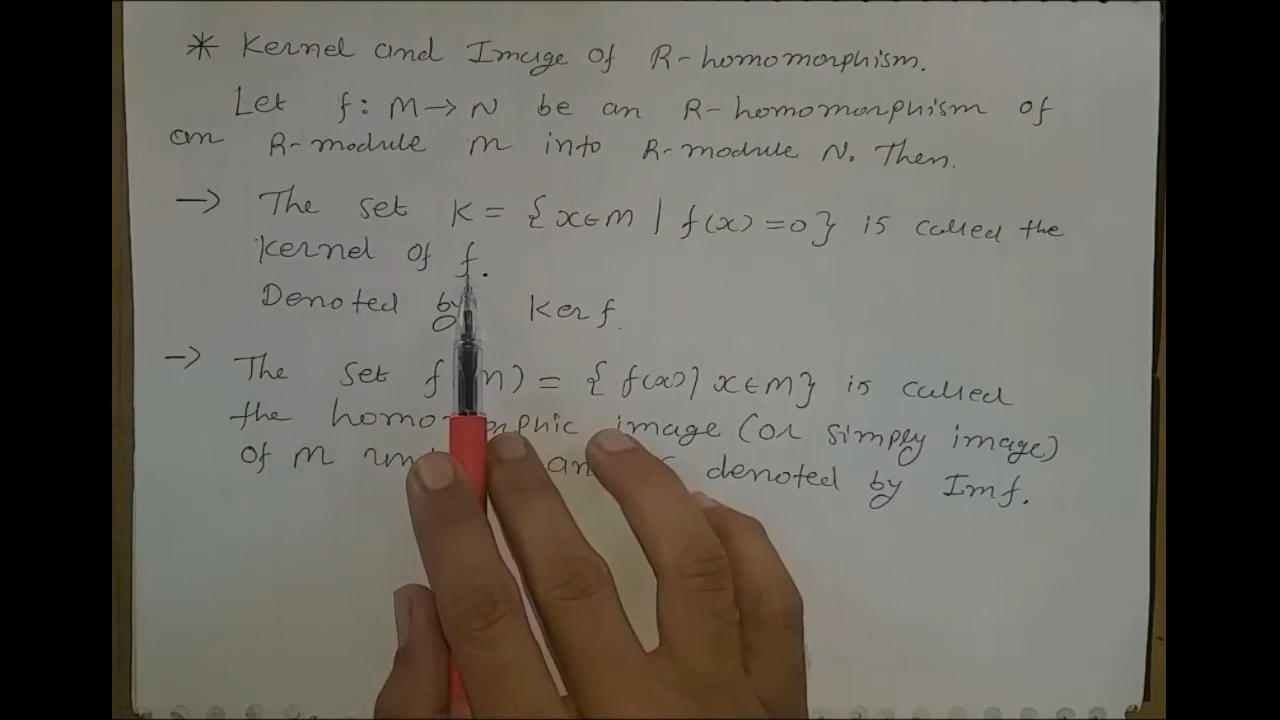 * Kernel and Image of R-homomorphism.
Let f: M→N be an R-homomorphism of
an R-module M into R-module N. Then.
→ The set K = {x∈M | f(x)=0} is called the
Kernel of f.
Denoted by Ker f.
→ The set f = {f(x) | x∈M} is called
the image (or simply image)
of M denoted by Imf.